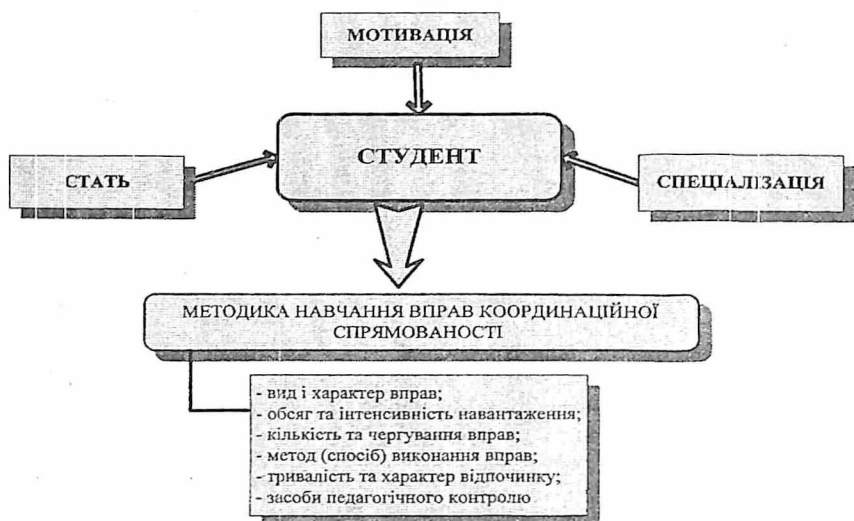 МОТИВАЦІЯ
СТУДЕНТ
СТАТЬ
СПЕЦІАЛІЗАЦІЯ
МЕТОДИКА НАВЧАННЯ ВПРАВ КООРДИНАЦІЙНОЇ
СПРЯМОВАНОСТІ
- вид і характер вправ;
- обсяг та інтенсивність навантаження;
- кількість та чергування вправ;
- метод (спосіб) виконання вправ;
- тривалість та характер відпочинку;
- засоби педагогічного контролю